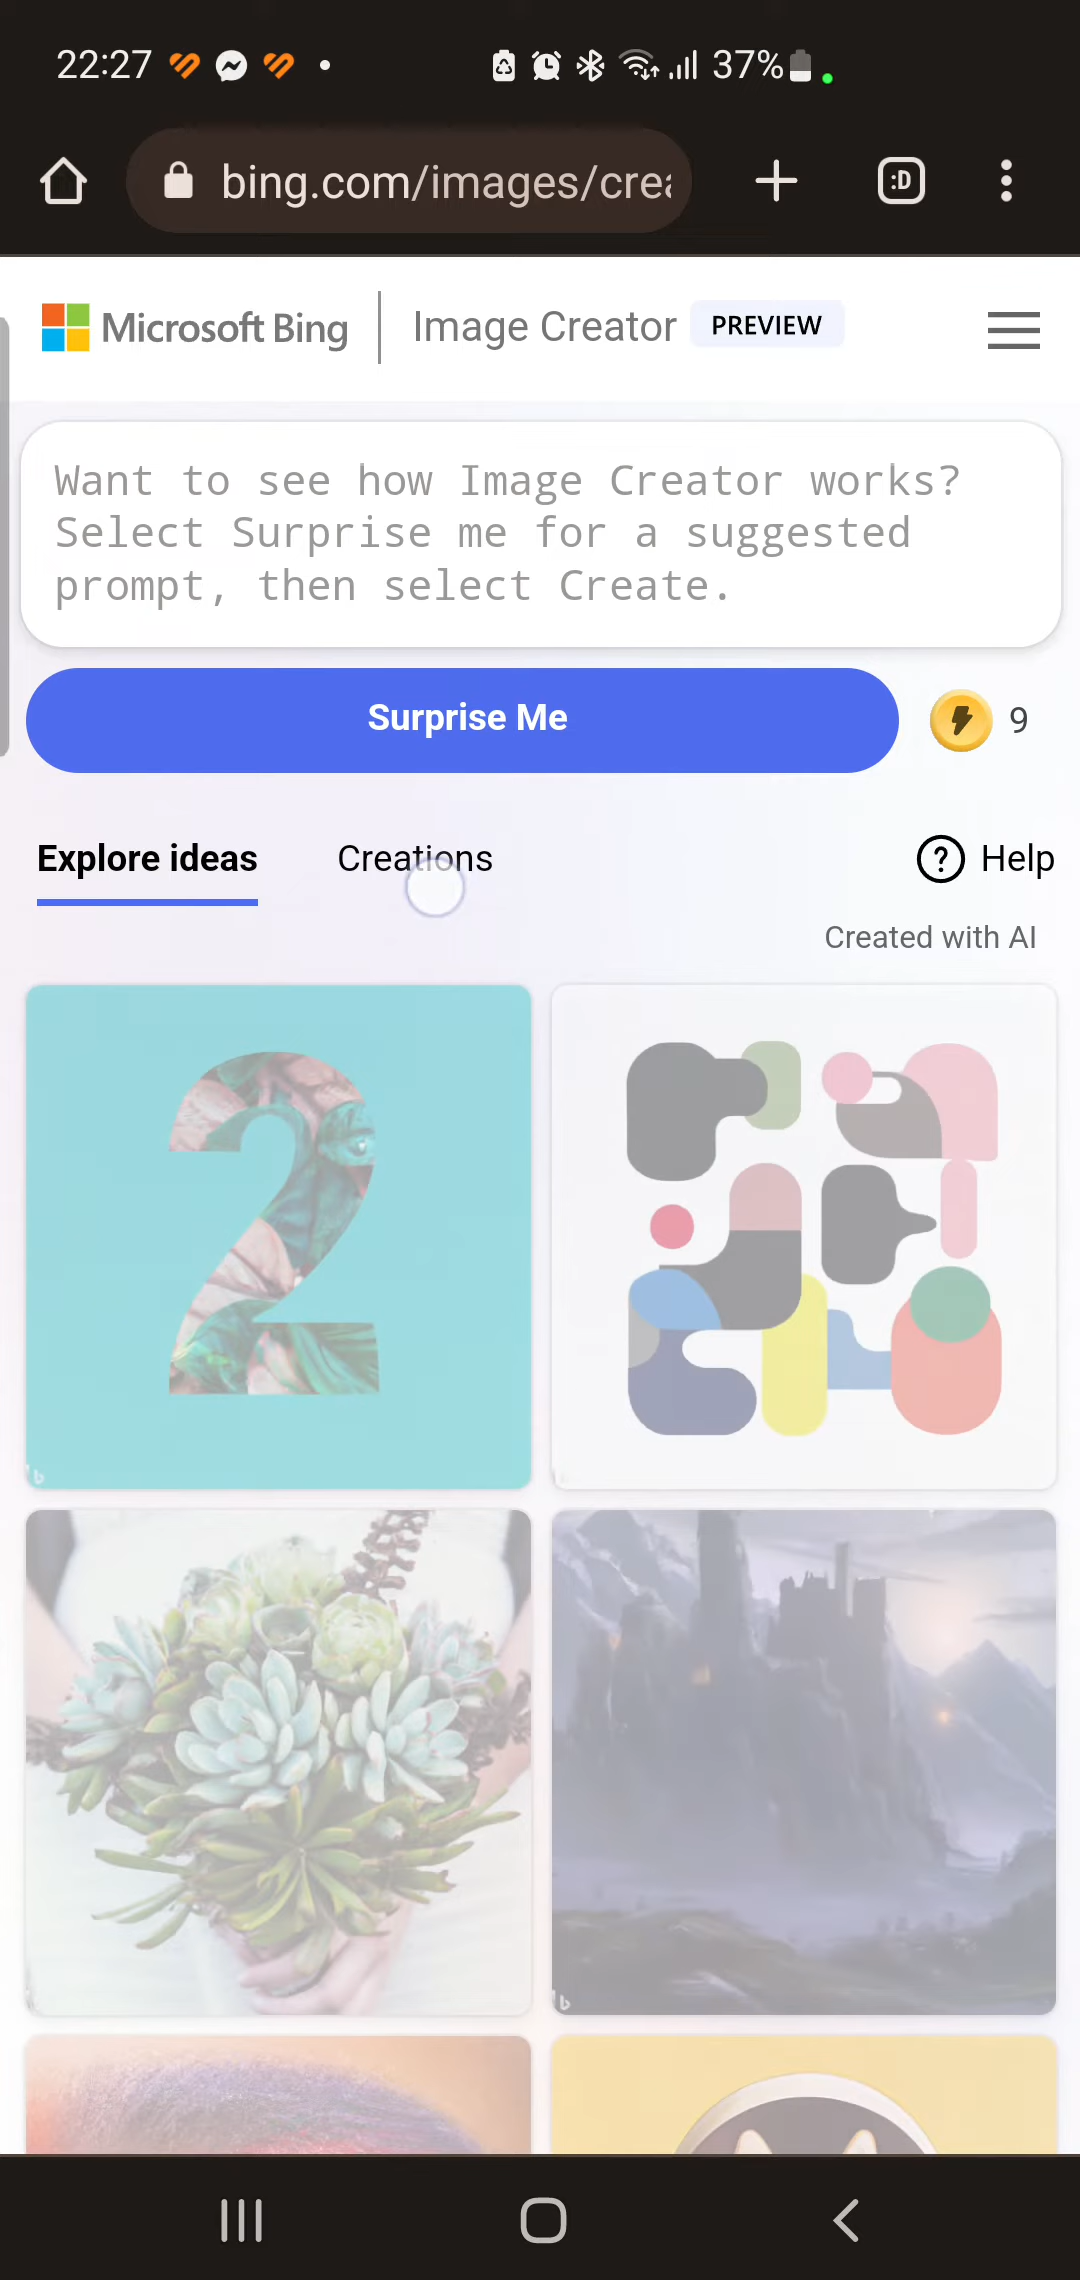 22:27
37%
bing.com/images/crea
:D
Microsoft Bing
Image Creator
PREVIEW
Want to see how Image Creator works?
Select Surprise me for a suggested
prompt, then select Create.
Surprise Me
9
Explore ideas
Creations
Help
Created with AI
2